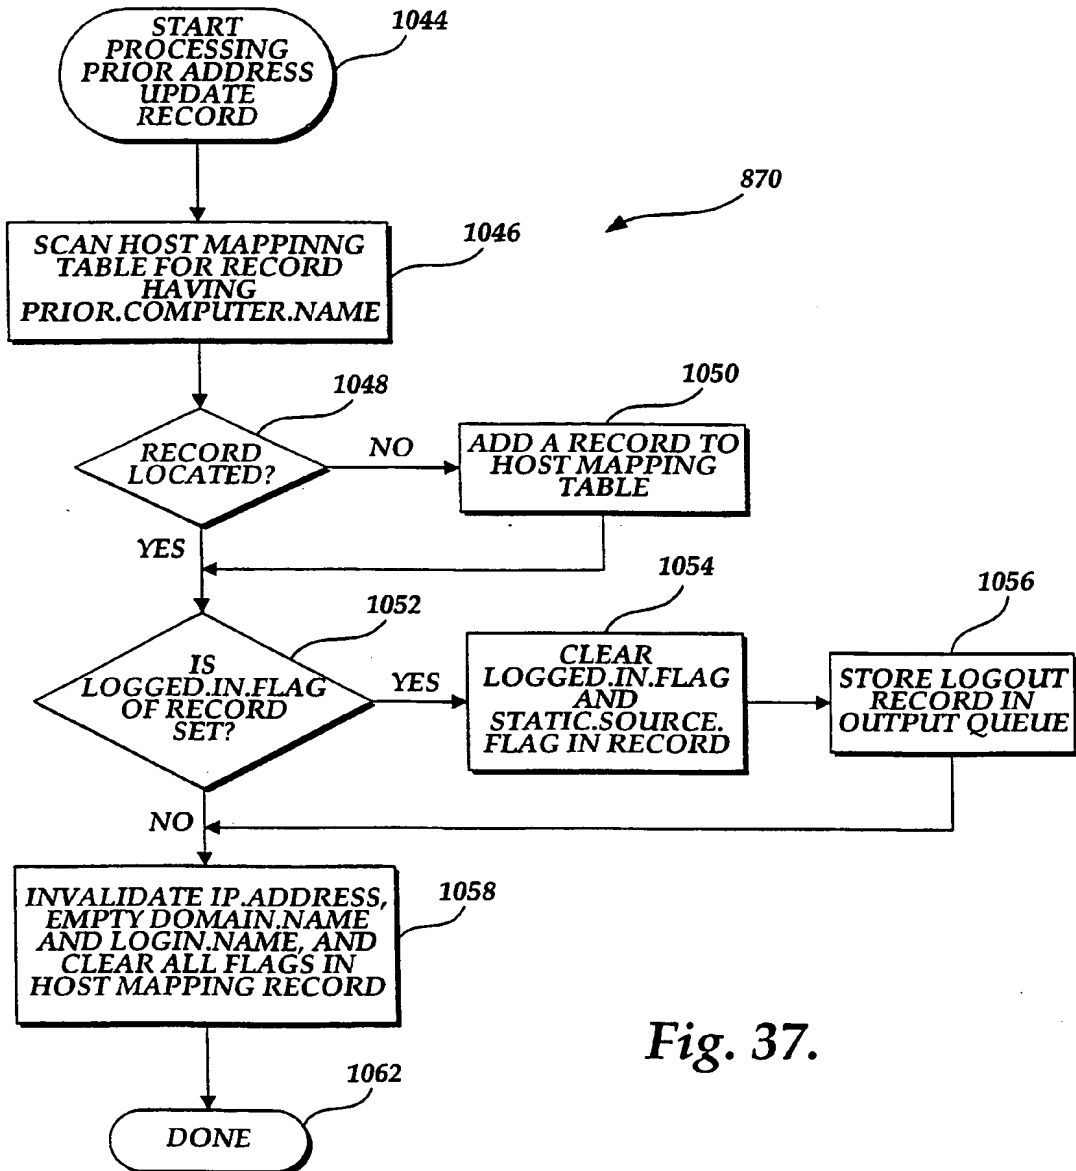 START
PROCESSING
PRIOR ADDRESS
UPDATE
RECORD
1044
870
SCAN HOST MAPPINNG
TABLE FOR RECORD
HAVING
PRIOR.COMPUTER.NAME
1046
RECORD
LOCATED?
1048
NO
ADD A RECORD TO
HOST MAPPING
TABLE
1050
YES
IS
LOGGED.IN.FLAG
OF RECORD
SET?
1052
YES
CLEAR
LOGGED.IN.FLAG
AND
STATIC.SOURCE.
FLAG IN RECORD
1054
STORE LOGOUT
RECORD IN
OUTPUT QUEUE
1056
NO
INVALIDATE IP.ADDRESS,
EMPTY DOMAIN.NAME
AND LOGIN.NAME, AND
CLEAR ALL FLAGS IN
HOST MAPPING RECORD
1058
DONE
1062
Fig. 37.